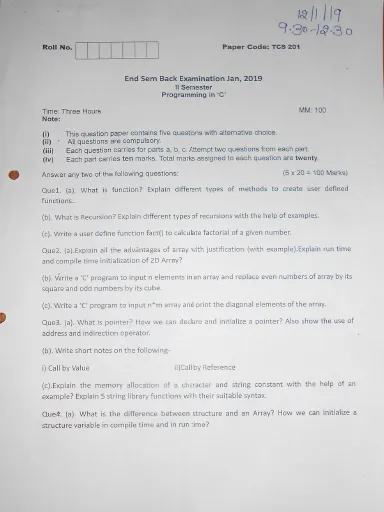 12/1/19
9.30-12.30
Roll No.
Paper Code: TCS 201
End Sem Back Examination Jan, 2019
II Semester
Programming in 'C'
Time: Three Hours MM: 100
Note:
(i) This question paper contains five questions with alternative choice.
(ii) All questions are compulsory.
(iii) Each question carries for parts a, b, c. Attempt two questions from each part.
(iv) Each part carries ten marks. Total marks assigned to each question are twenty.
Answer any two of the following questions: (5 x 20 = 100 Marks)
Que1. (a). What is function? Explain different types of methods to create user defined
functions.
(b). What is Recursion? Explain different types of recursions with the help of examples.
(c). Write a user define function fact() to calculate factorial of a given number.
Que2. (a).Explain all the advantages of array with justification (with example).Explain run time
and compile time initialization of 2D Array?
(b). Write a 'C' program to input n elements in an array and replace even numbers of array by its
square and odd numbers by its cube.
(c). Write a 'C' program to input n*m array and print the diagonal elements of the array.
Que3. (a). What is pointer? How we can declare and initialize a pointer? Also show the use of
address and indirection operator.
(b). Write short notes on the following-
i) Call by Value ii)Call by Reference
(c).Explain the memory allocation of a character and string constant with the help of an
example? Explain 5 string library functions with their suitable syntax.
Que4. (a). What is the difference between structure and an Array? How we can initialize a
structure variable in compile time and in run time?